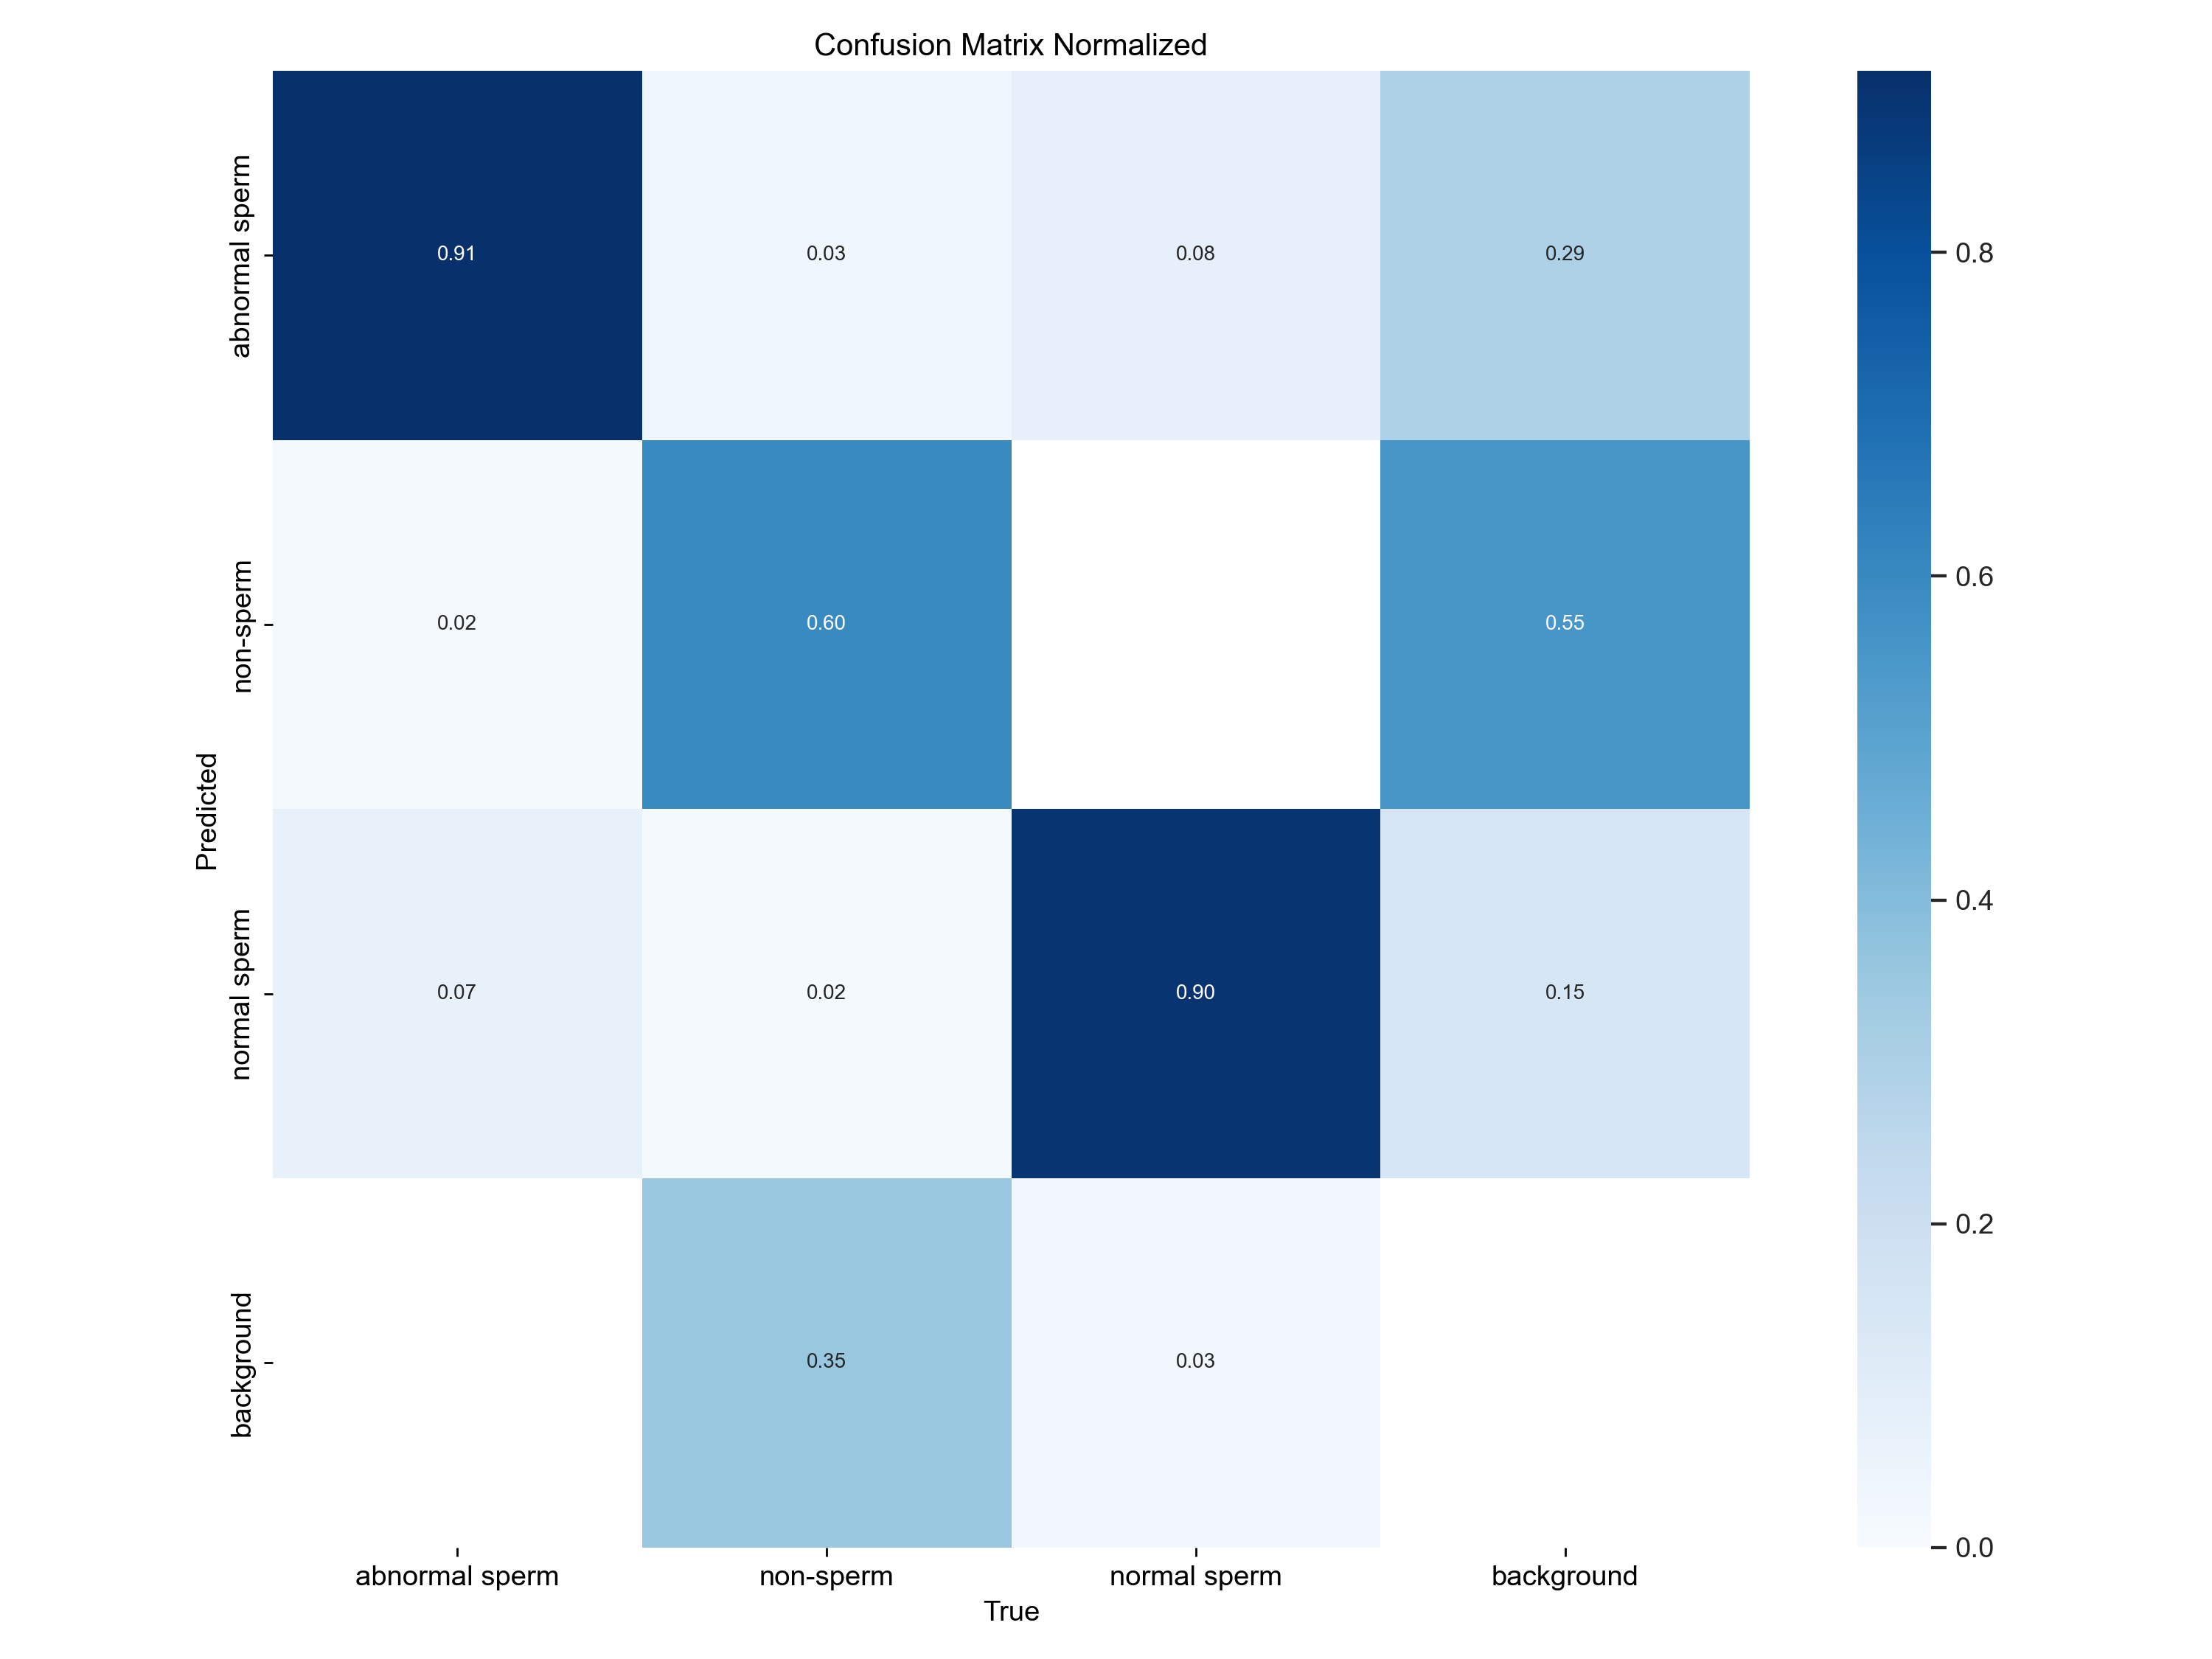 Confusion Matrix Normalized
abnormal sperm
0.91
0.03
0.08
0.29
0.8
non-sperm
0.02
0.60
0.55
0.6
Predicted
0.4
normal sperm
0.07
0.02
0.90
0.15
0.2
background
0.35
0.03
0.0
abnormal sperm
non-sperm
normal sperm
background
True